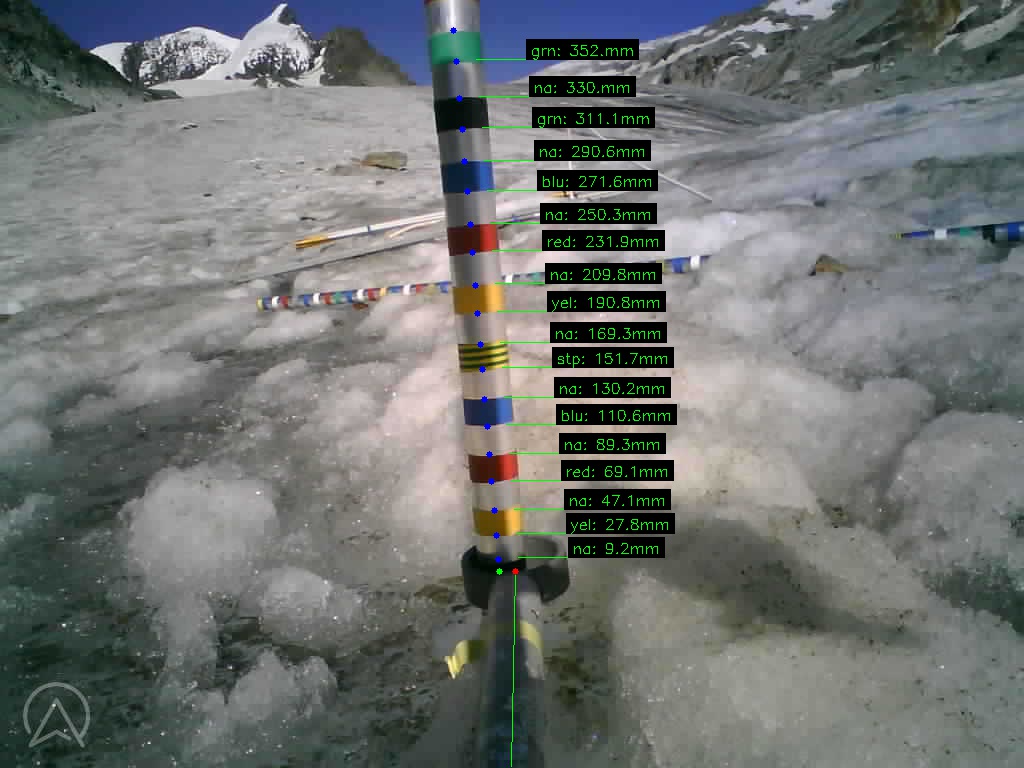 grn: 352.mm
na: 330.mm
grn: 311.1mm
na: 290.6mm
blu: 271.6mm
na: 250.3mm
red: 231.9mm
na: 209.8mm
yel: 190.8mm
na: 169.3mm
stp: 151.7mm
na: 130.2mm
blu: 110.6mm
na: 89.3mm
red: 69.1mm
na: 47.1mm
yel: 27.8mm
na: 9.2mm